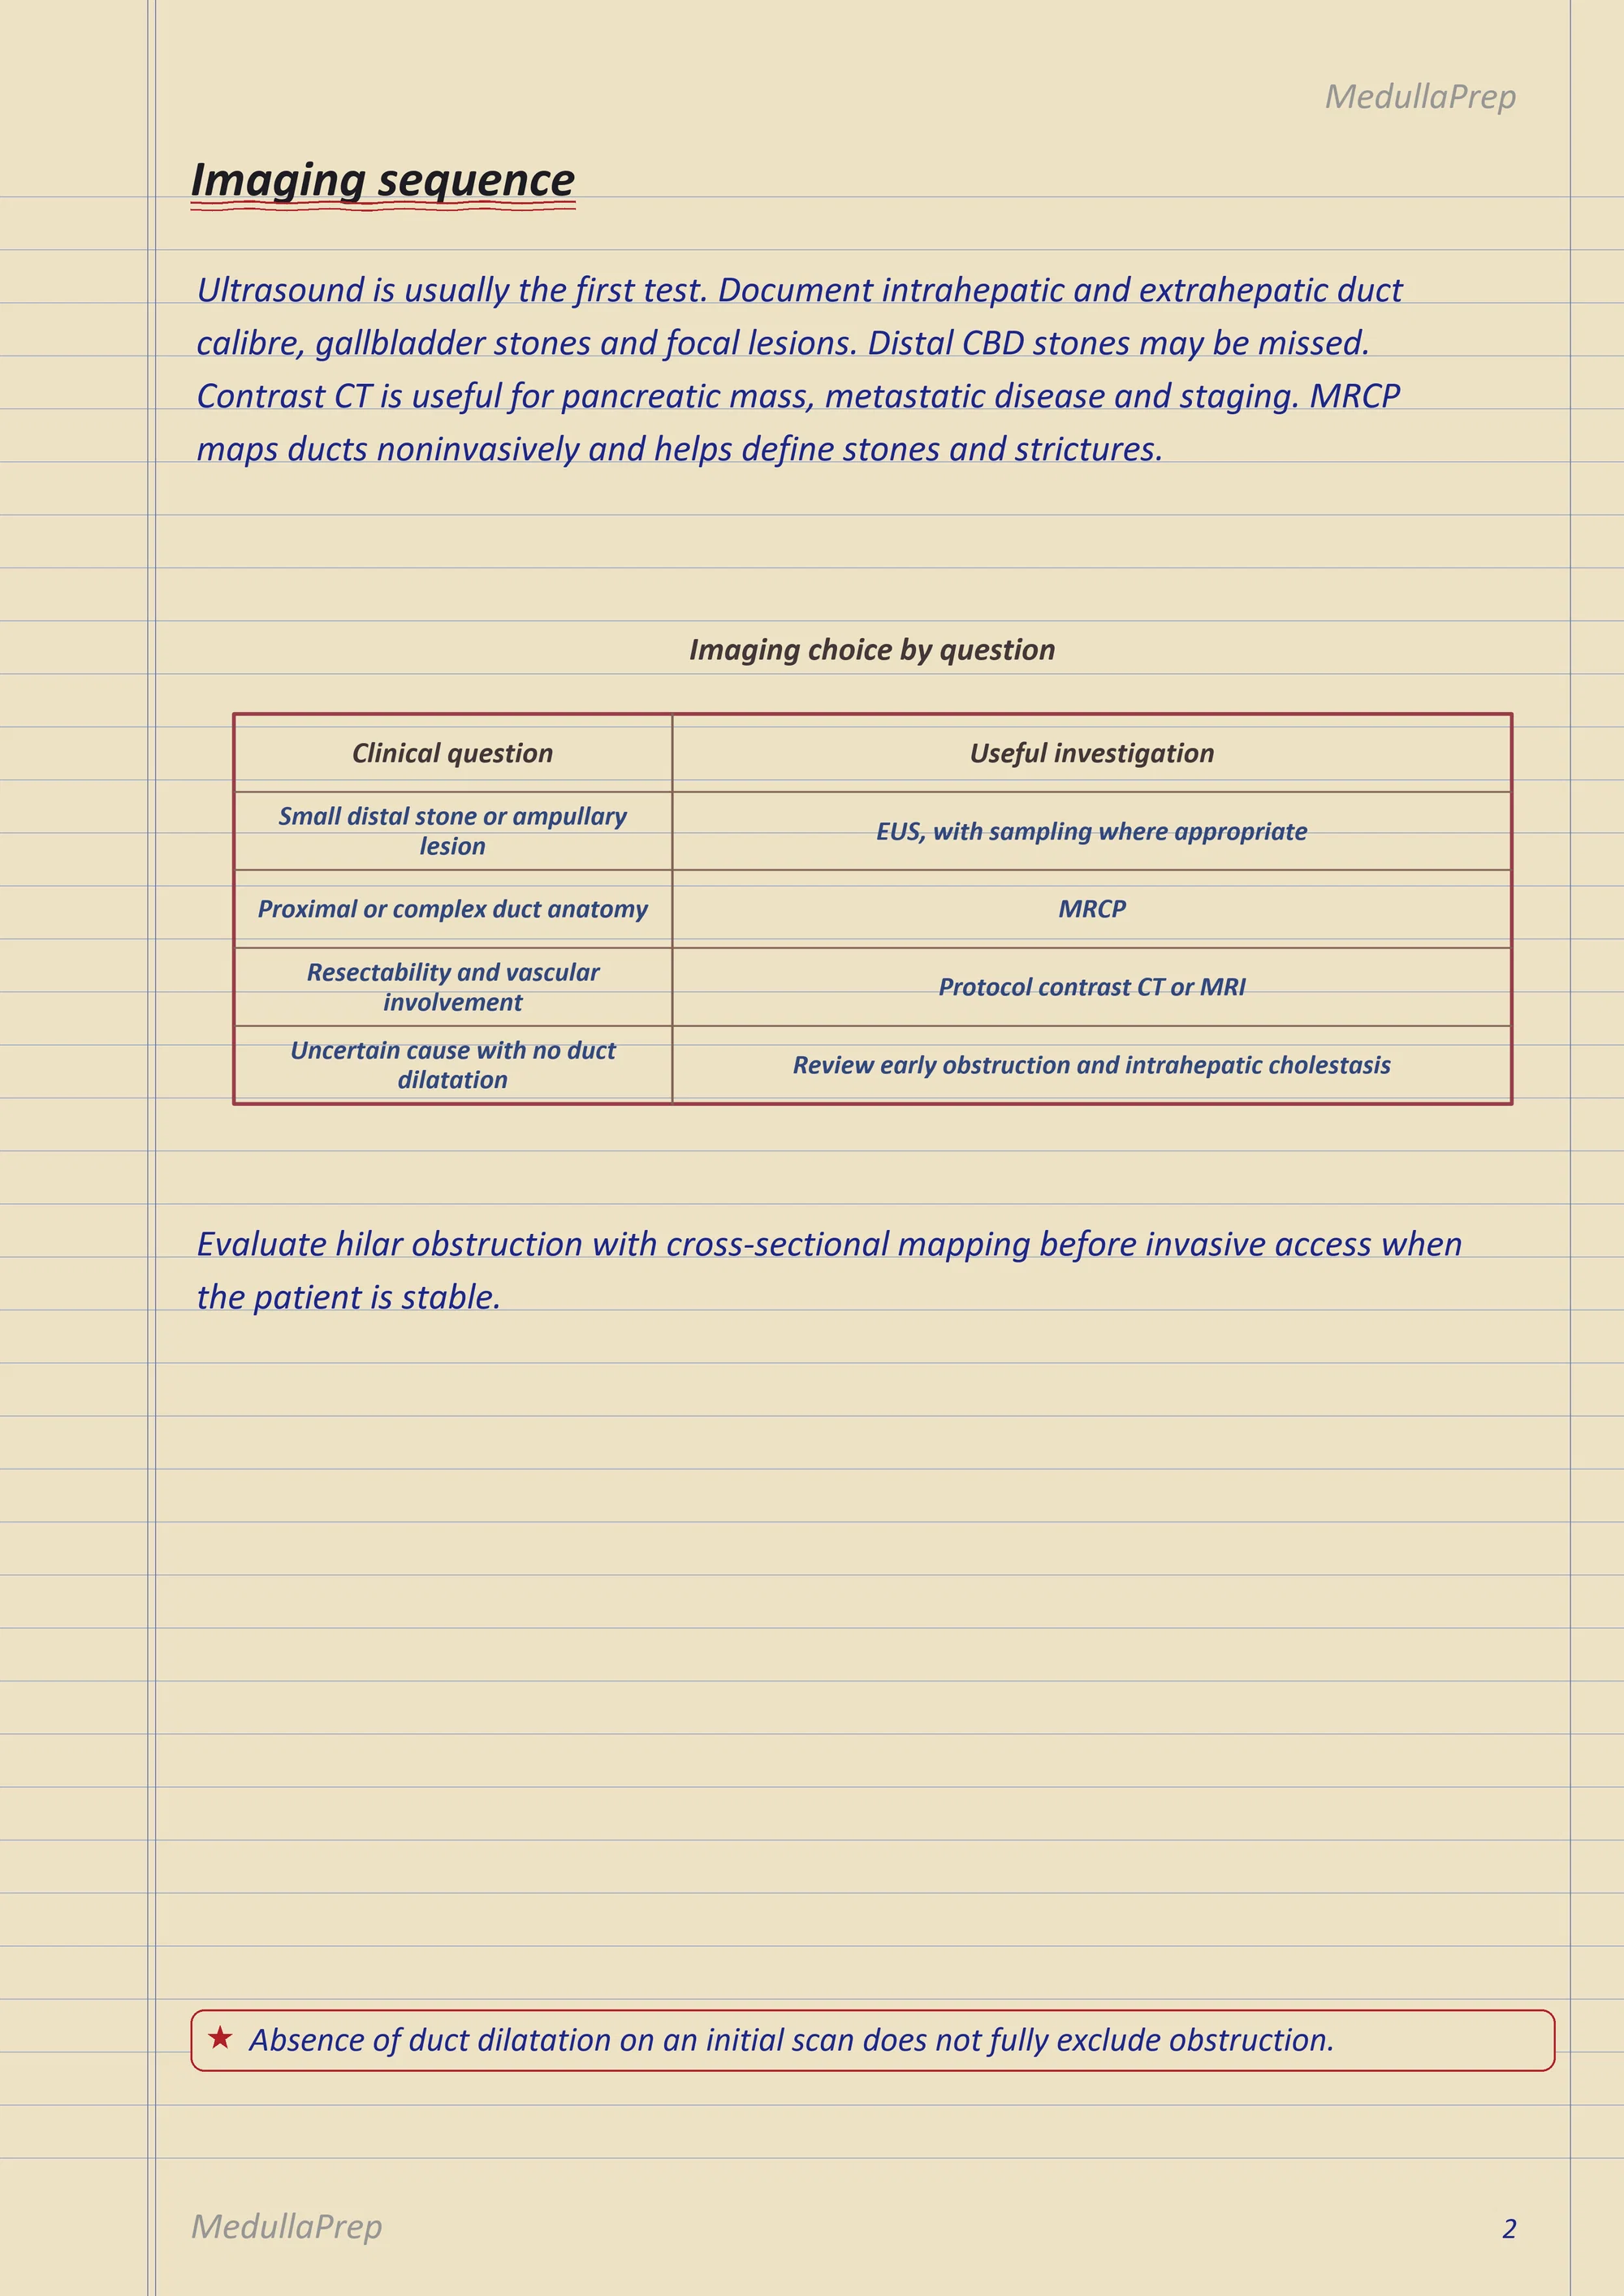 MedullaPrep
Imaging sequence
Ultrasound is usually the first test. Document intrahepatic and extrahepatic duct
calibre, gallbladder stones and focal lesions. Distal CBD stones may be missed.
Contrast CT is useful for pancreatic mass, metastatic disease and staging. MRCP
maps ducts noninvasively and helps define stones and strictures.
Imaging choice by question
Clinical question
Useful investigation
Small distal stone or ampullary
lesion
EUS, with sampling where appropriate
Proximal or complex duct anatomy
MRCP
Resectability and vascular
involvement
Protocol contrast CT or MRI
Uncertain cause with no duct
dilatation
Review early obstruction and intrahepatic cholestasis
Evaluate hilar obstruction with cross-sectional mapping before invasive access when
the patient is stable.
★ Absence of duct dilatation on an initial scan does not fully exclude obstruction.
MedullaPrep
2